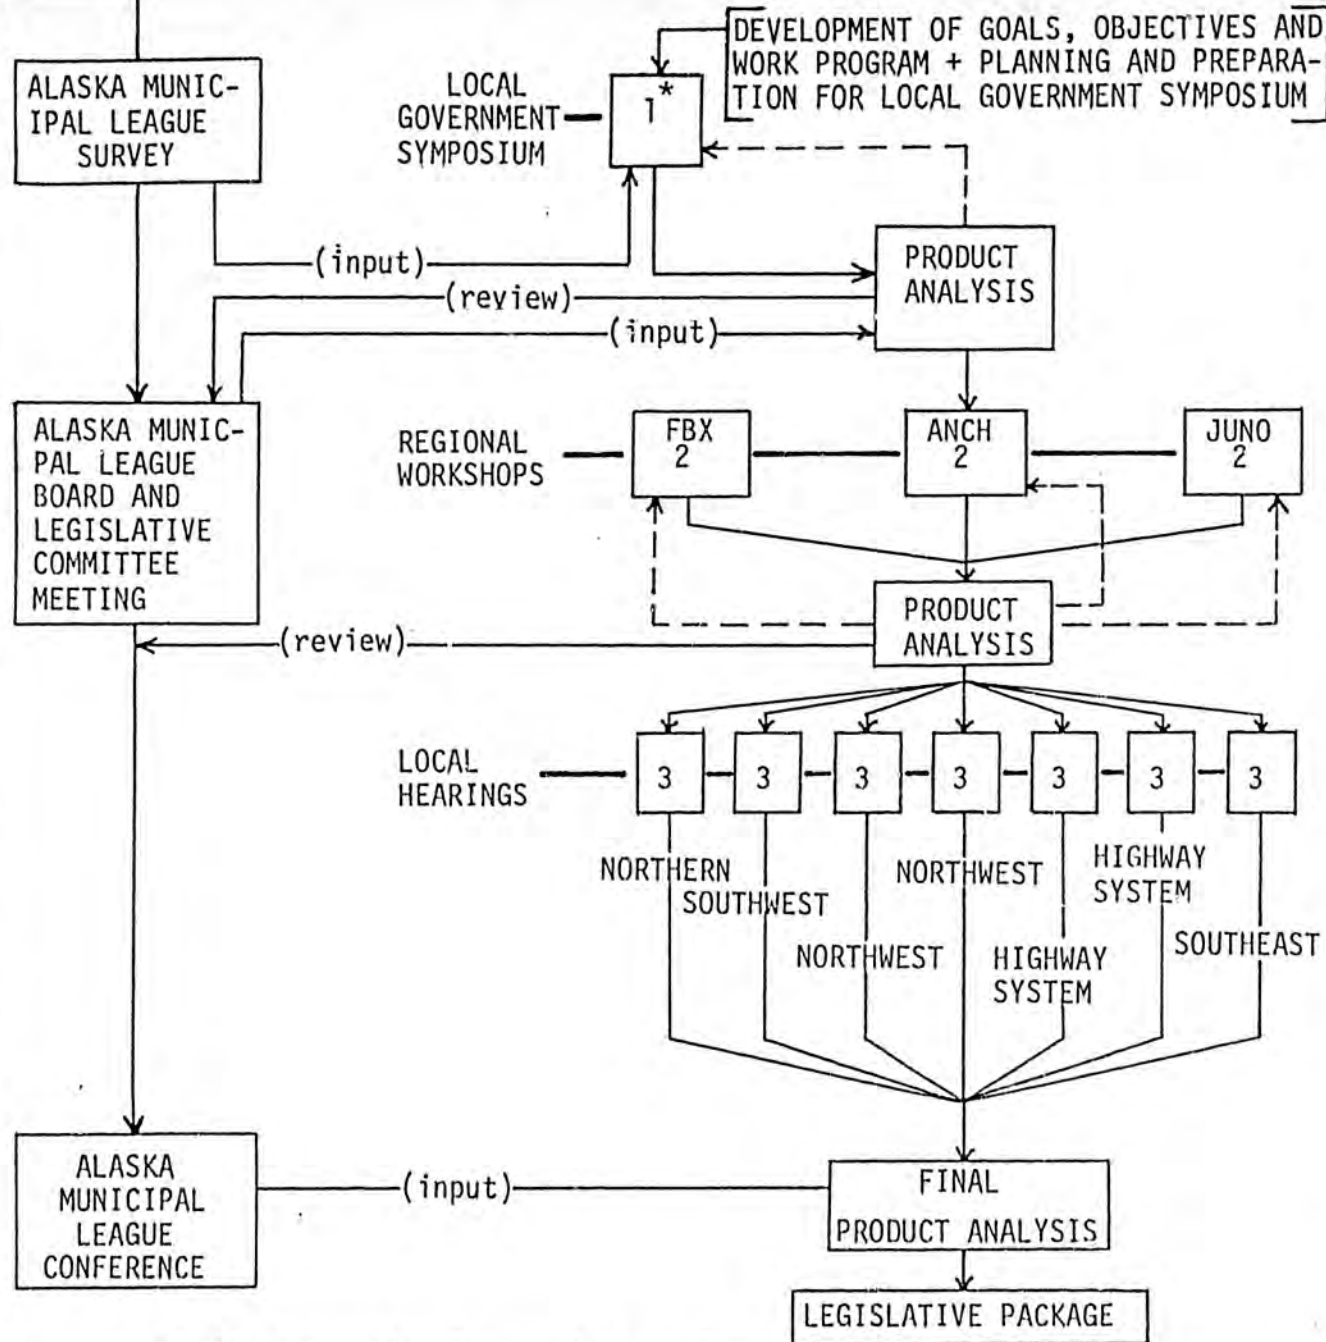 DEVELOPMENT OF GOALS, OBJECTIVES AND
WORK PROGRAM + PLANNING AND PREPARA-
TION FOR LOCAL GOVERNMENT SYMPOSIUM
ALASKA MUNIC-
IPAL LEAGUE
SURVEY
LOCAL
GOVERNMENT
SYMPOSIUM
1*
(input)
(review)
(input)
PRODUCT
ANALYSIS
ALASKA MUNIC-
PAL LEAGUE
BOARD AND
LEGISLATIVE
COMMITTEE
MEETING
REGIONAL
WORKSHOPS
FBX
2
ANCH
2
JUNO
2
PRODUCT
ANALYSIS
(review)
LOCAL
HEARINGS
3 3 3 3 3 3 3
NORTHERN
SOUTHWEST
NORTHWEST
NORTHWEST
HIGHWAY
SYSTEM
HIGHWAY
SYSTEM
SOUTHEAST
ALASKA
MUNICIPAL
LEAGUE
CONFERENCE
(input)
FINAL
PRODUCT ANALYSIS
LEGISLATIVE PACKAGE